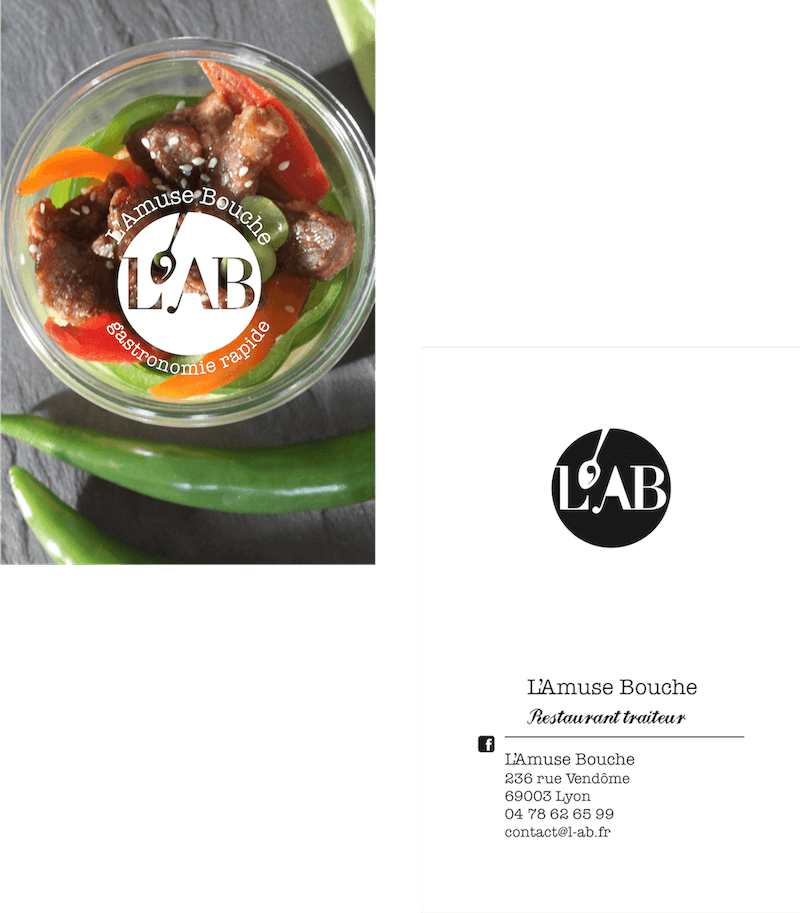 L'Amuse Bouche
L'AB
gastronomie rapide
L'AB
L'Amuse Bouche
Restaurant traiteur
f
L'Amuse Bouche
236 rue Vendôme
69003 Lyon
04 78 62 65 99
contact@l-ab.fr